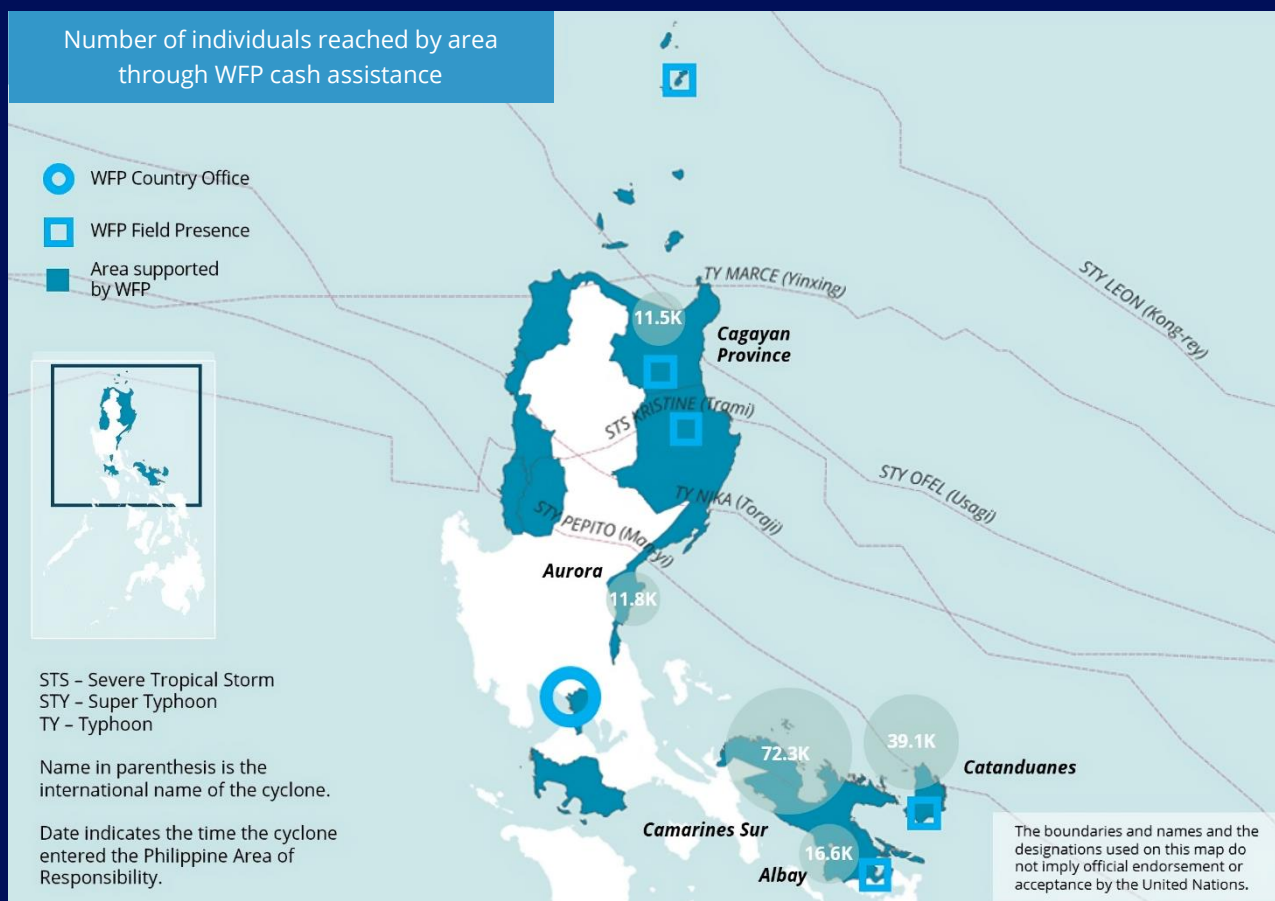 Number of individuals reached by area
through WFP cash assistance
WFP Country Office
WFP Field Presence
Area supported
by WFP
TY MARCE (Yinxing)
STY LEON (Kong-rey)
11.5K
Cagayan
Province
STS KRISTINE (Trami)
STY OFEL (Usagi)
TY NIKA (Toraji)
STY PEPITO (Man-yi)
Aurora
11.8K
STS – Severe Tropical Storm
STY – Super Typhoon
TY – Typhoon
Name in parenthesis is the
international name of the cyclone.
Date indicates the time the cyclone
entered the Philippine Area of
Responsibility.
72.3K
39.1K
Catanduanes
Camarines Sur
16.6K
Albay
The boundaries and names and the
designations used on this map do
not imply official endorsement or
acceptance by the United Nations.